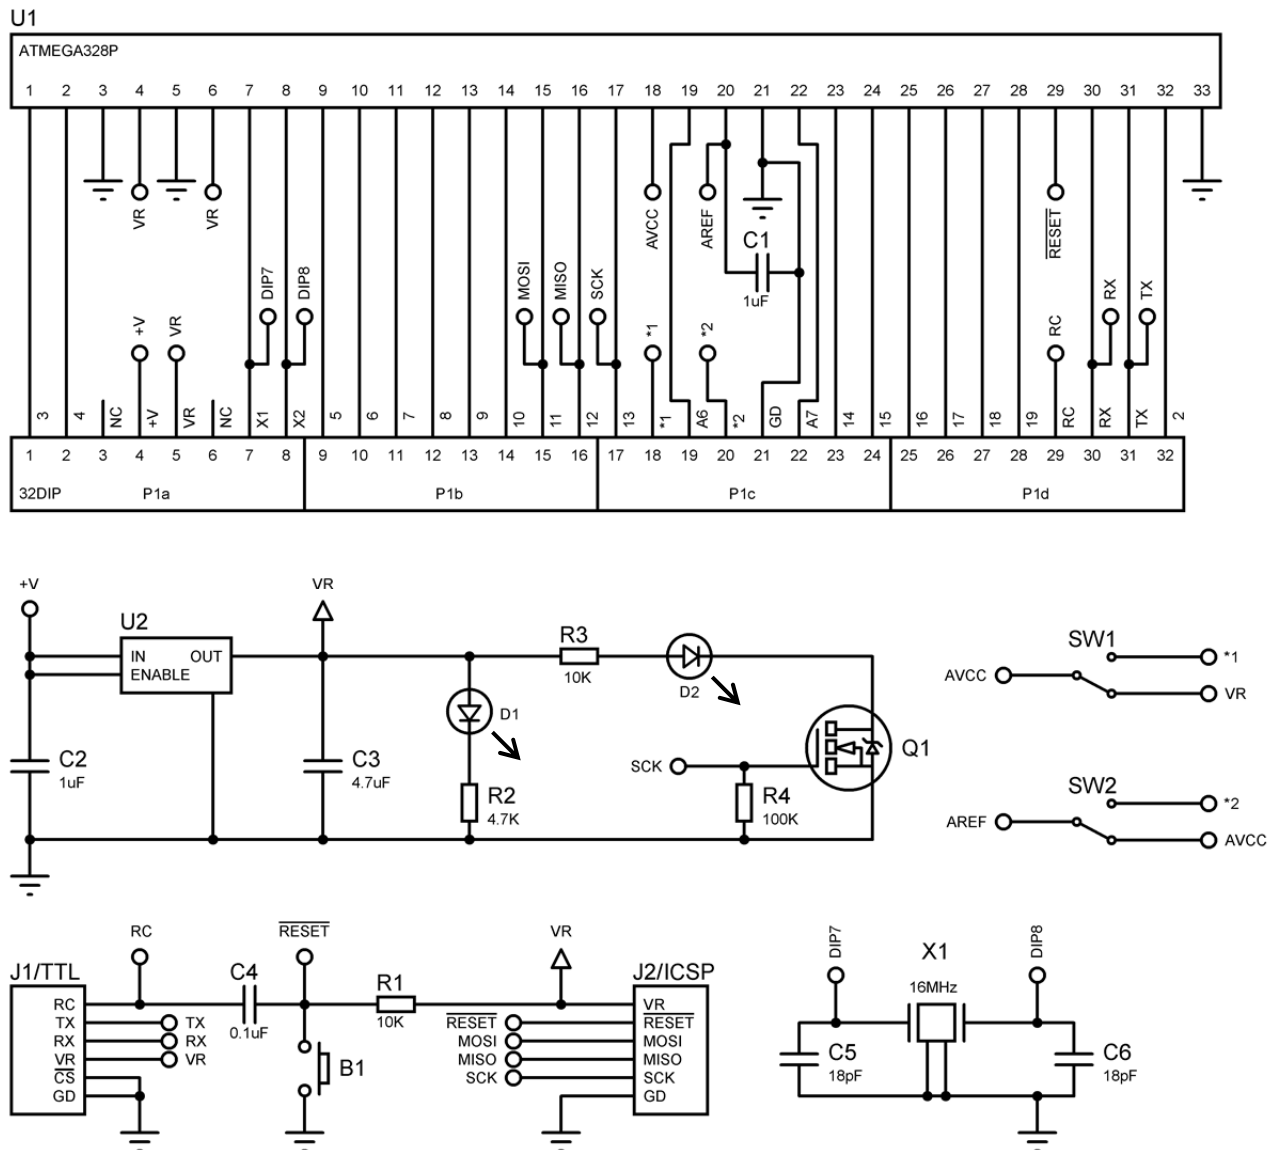 U1
ATMEGA328P
1 2 3 4 5 6 7 8 9 10 11 12 13 14 15 16 17 18 19 20 21 22 23 24 25 26 27 28 29 30 31 32 33
VR VR AVCC AREF RESET
C1
1uF
DIP7 DIP8 MOSI MISO SCK RX TX
+V VR *1 *2 RC
3 4 NC +V VR NC X1 X2 5 6 7 8 9 10 11 12 13 *1 A6 *2 GD A7 14 15 16 17 18 19 RC RX TX 2
1 2 3 4 5 6 7 8 9 10 11 12 13 14 15 16 17 18 19 20 21 22 23 24 25 26 27 28 29 30 31 32
32DIP P1a P1b P1c P1d
+V VR
U2
IN OUT
ENABLE
R3
10K
D2
D1
C2
1uF
C3
4.7uF
R2
4.7K
SCK
R4
100K
Q1
SW1
AVCC *1
VR
SW2
AREF *2
AVCC
RC RESET VR
J1/TTL
RC
TX TX
RX RX
VR VR
CS
GD
C4
0.1uF
R1
10K
B1
J2/ICSP
VR
RESET RESET
MOSI MOSI
MISO MISO
SCK SCK
GD
DIP7 DIP8
X1
16MHz
C5
18pF
C6
18pF